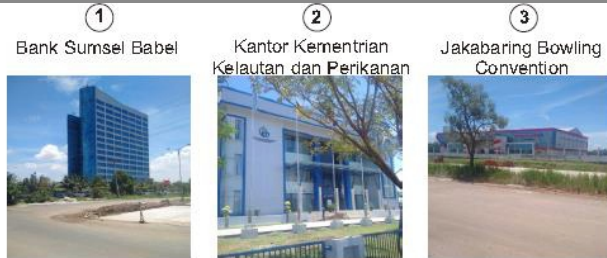 1
Bank Sumsel Babel
2
Kantor Kementrian
Kelautan dan Perikanan
3
Jakabaring Bowling
Convention